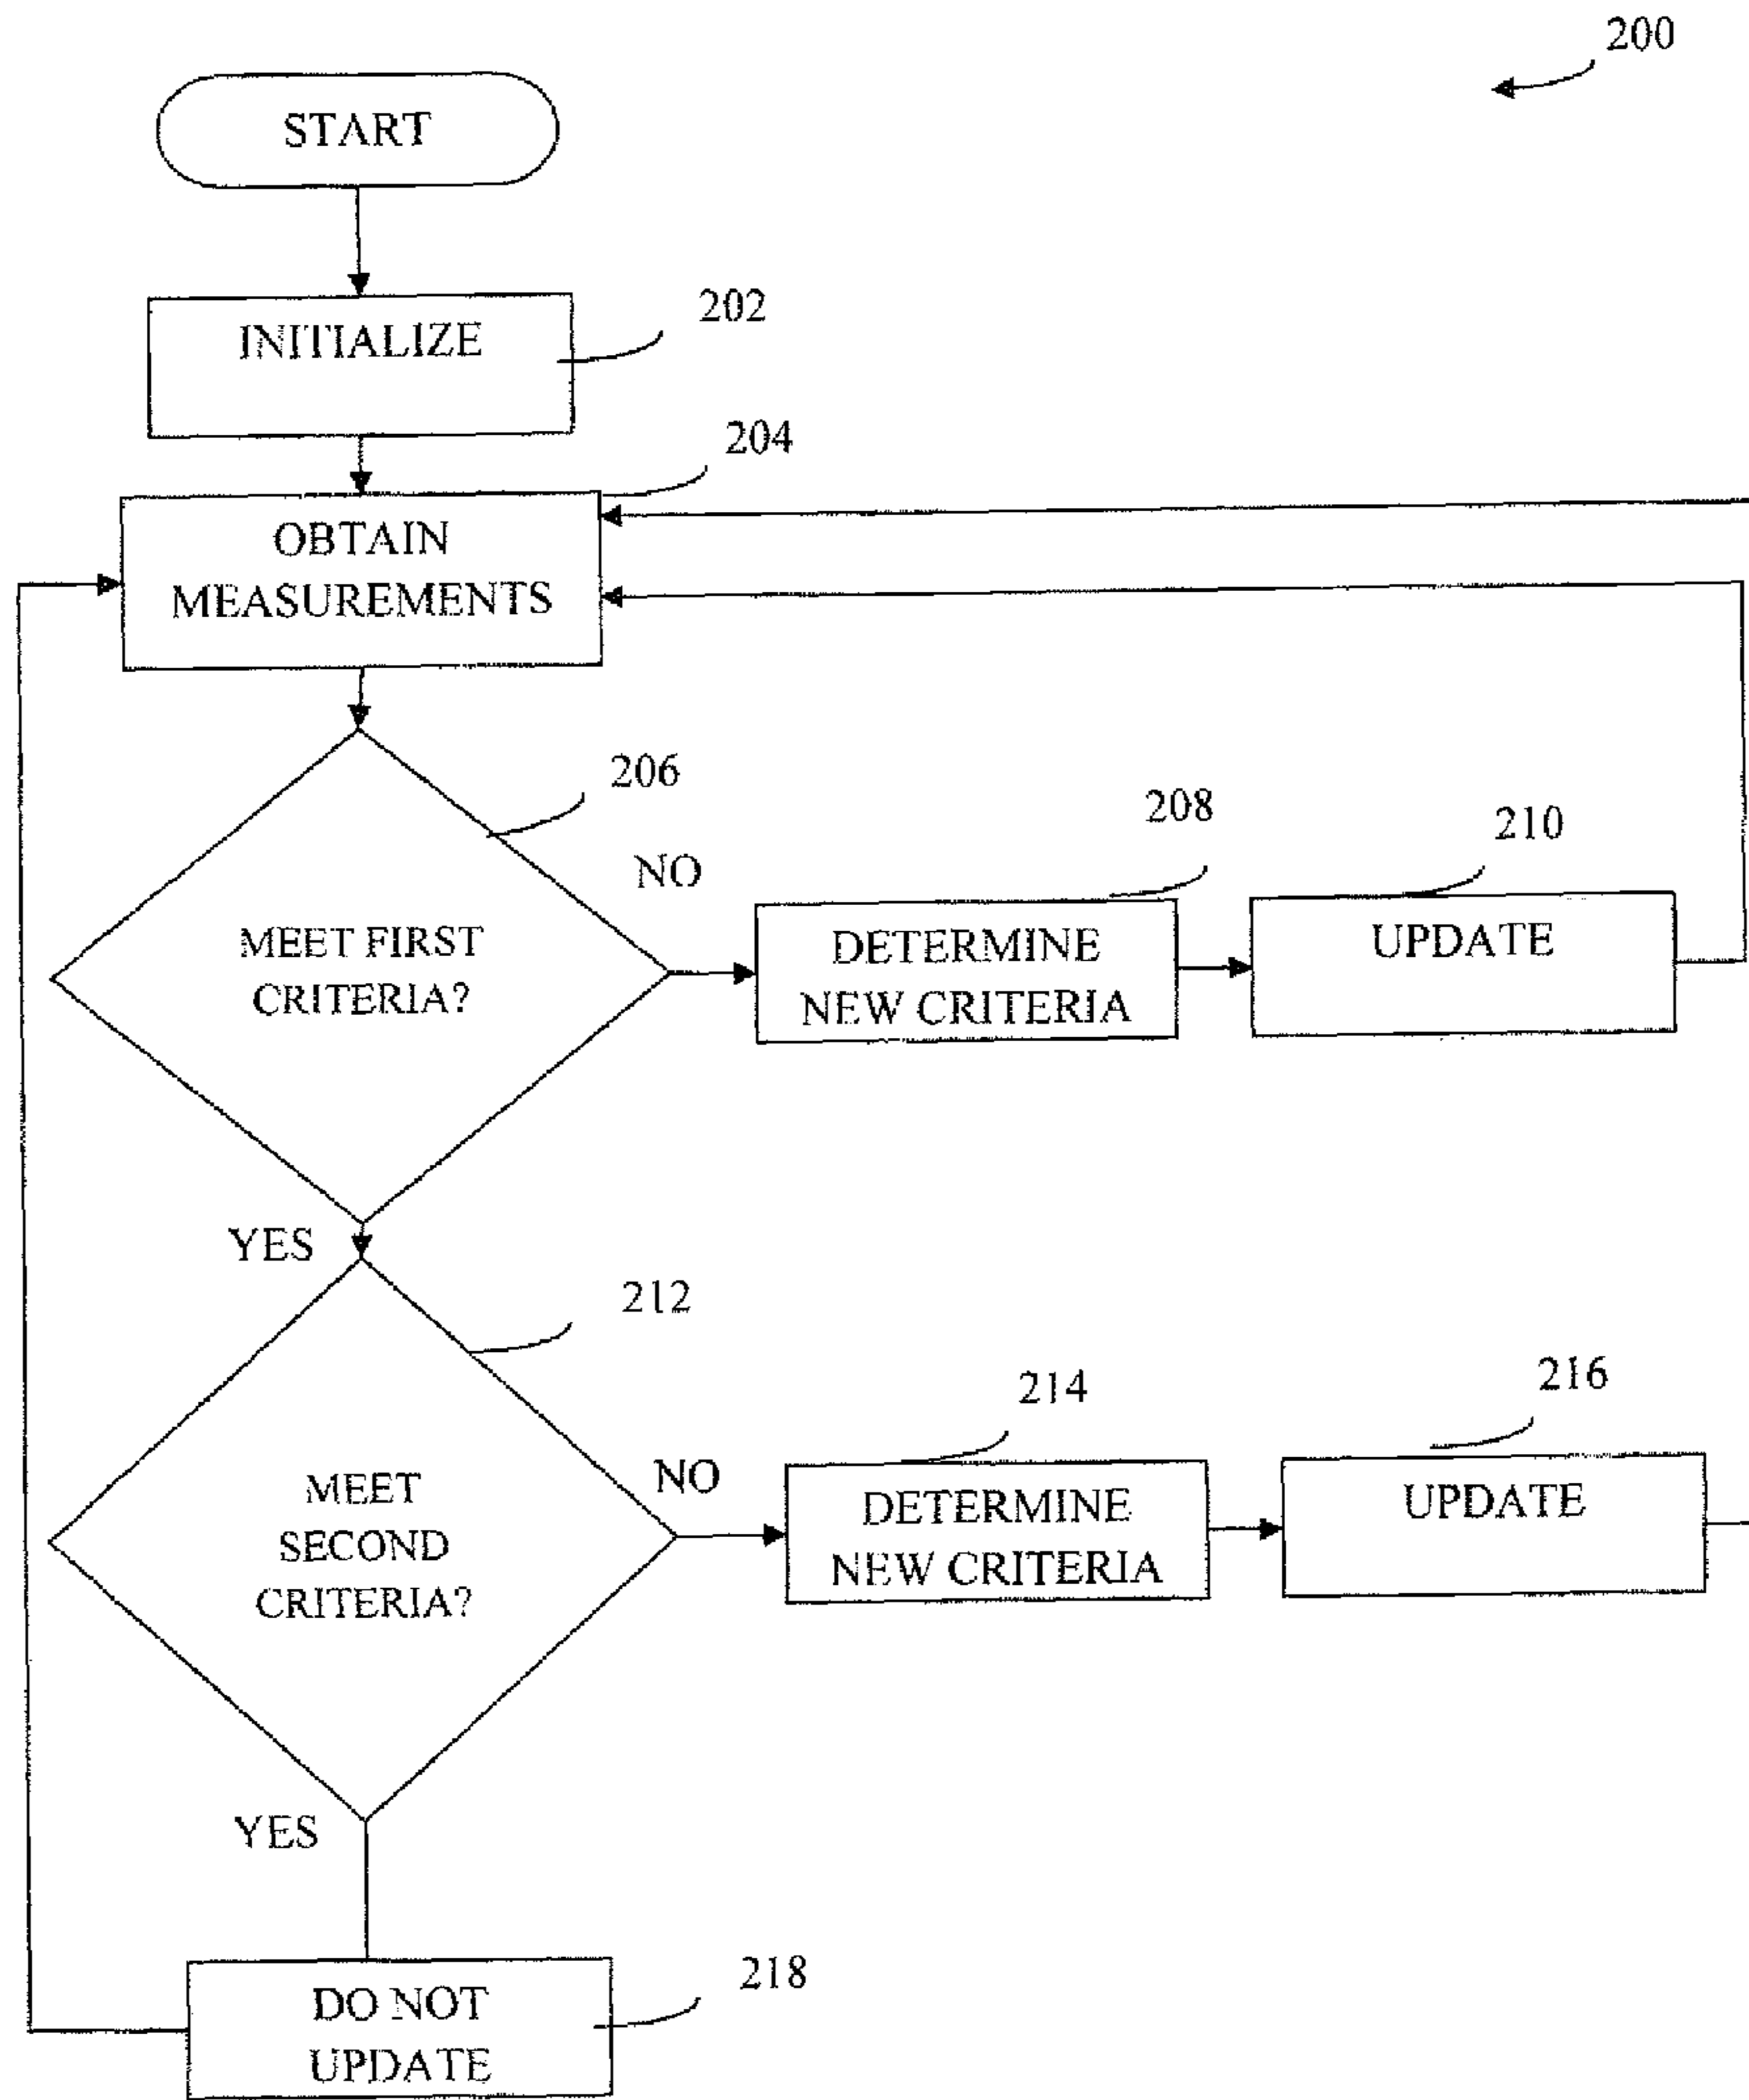 200
START
202
INITIALIZE
204
OBTAIN
MEASUREMENTS
206
208
210
NO
MEET FIRST
CRITERIA?
DETERMINE
NEW CRITERIA
UPDATE
YES
212
214
216
NO
MEET
SECOND
CRITERIA?
DETERMINE
NEW CRITERIA
UPDATE
YES
218
DO NOT
UPDATE